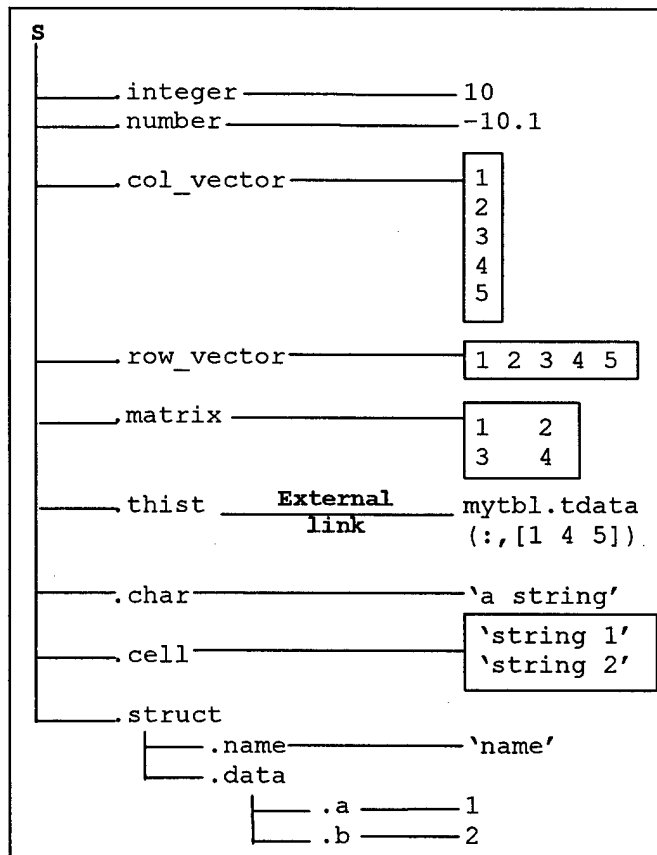 S
.integer 10
.number -10.1
.col_vector 1
2
3
4
5
.row_vector 1 2 3 4 5
.matrix 1 2
3 4
.thist External link mytbl.tdata
(:,[1 4 5])
.char `a string'
.cell `string 1'
`string 2'
.struct
.name `name'
.data
.a 1
.b 2